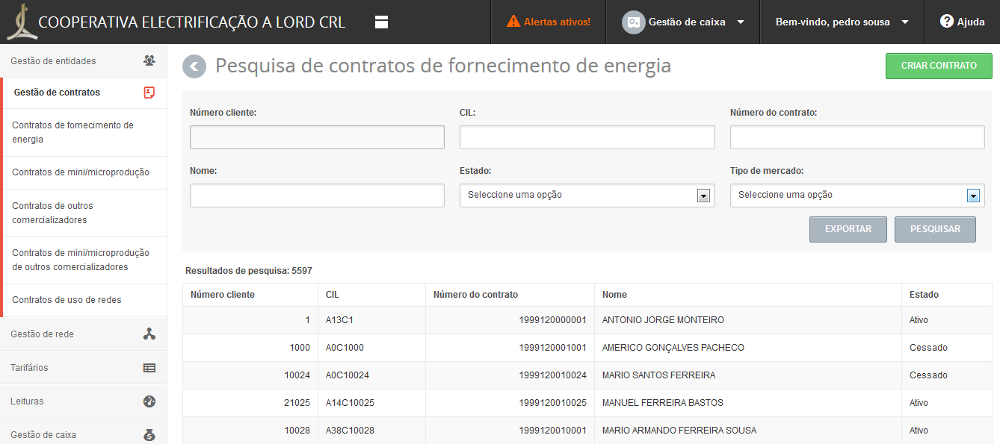 COOPERATIVA ELECTRIFICAÇÃO A LORD CRL
Alertas ativos!
Gestão de caixa
Bem-vindo, pedro sousa
Ajuda
Gestão de entidades
Gestão de contratos
Contratos de fornecimento de
energia
Contratos de mini/microprodução
Contratos de outros
comercializadores
Contratos de mini/microprodução
de outros comercializadores
Contratos de uso de redes
Gestão de rede
Tarifários
Leituras
Gestão de caixa
Pesquisa de contratos de fornecimento de energia
CRIAR CONTRATO
Número cliente:
CIL:
Número do contrato:
Nome:
Estado:
Tipo de mercado:
Seleccione uma opção
Seleccione uma opção
EXPORTAR
PESQUISAR
Resultados de pesquisa: 5597
Número cliente CIL Número do contrato Nome Estado
1 A13C1 1999120000001 ANTONIO JORGE MONTEIRO Ativo
1000 A0C1000 1999120001001 AMERICO GONÇALVES PACHECO Cessado
10024 A0C10024 1999120010024 MARIO SANTOS FERREIRA Cessado
21025 A14C10025 1999120010025 MANUEL FERREIRA BASTOS Ativo
10028 A38C10028 1999120010001 MARIO ARMANDO FERREIRA SOUSA Ativo